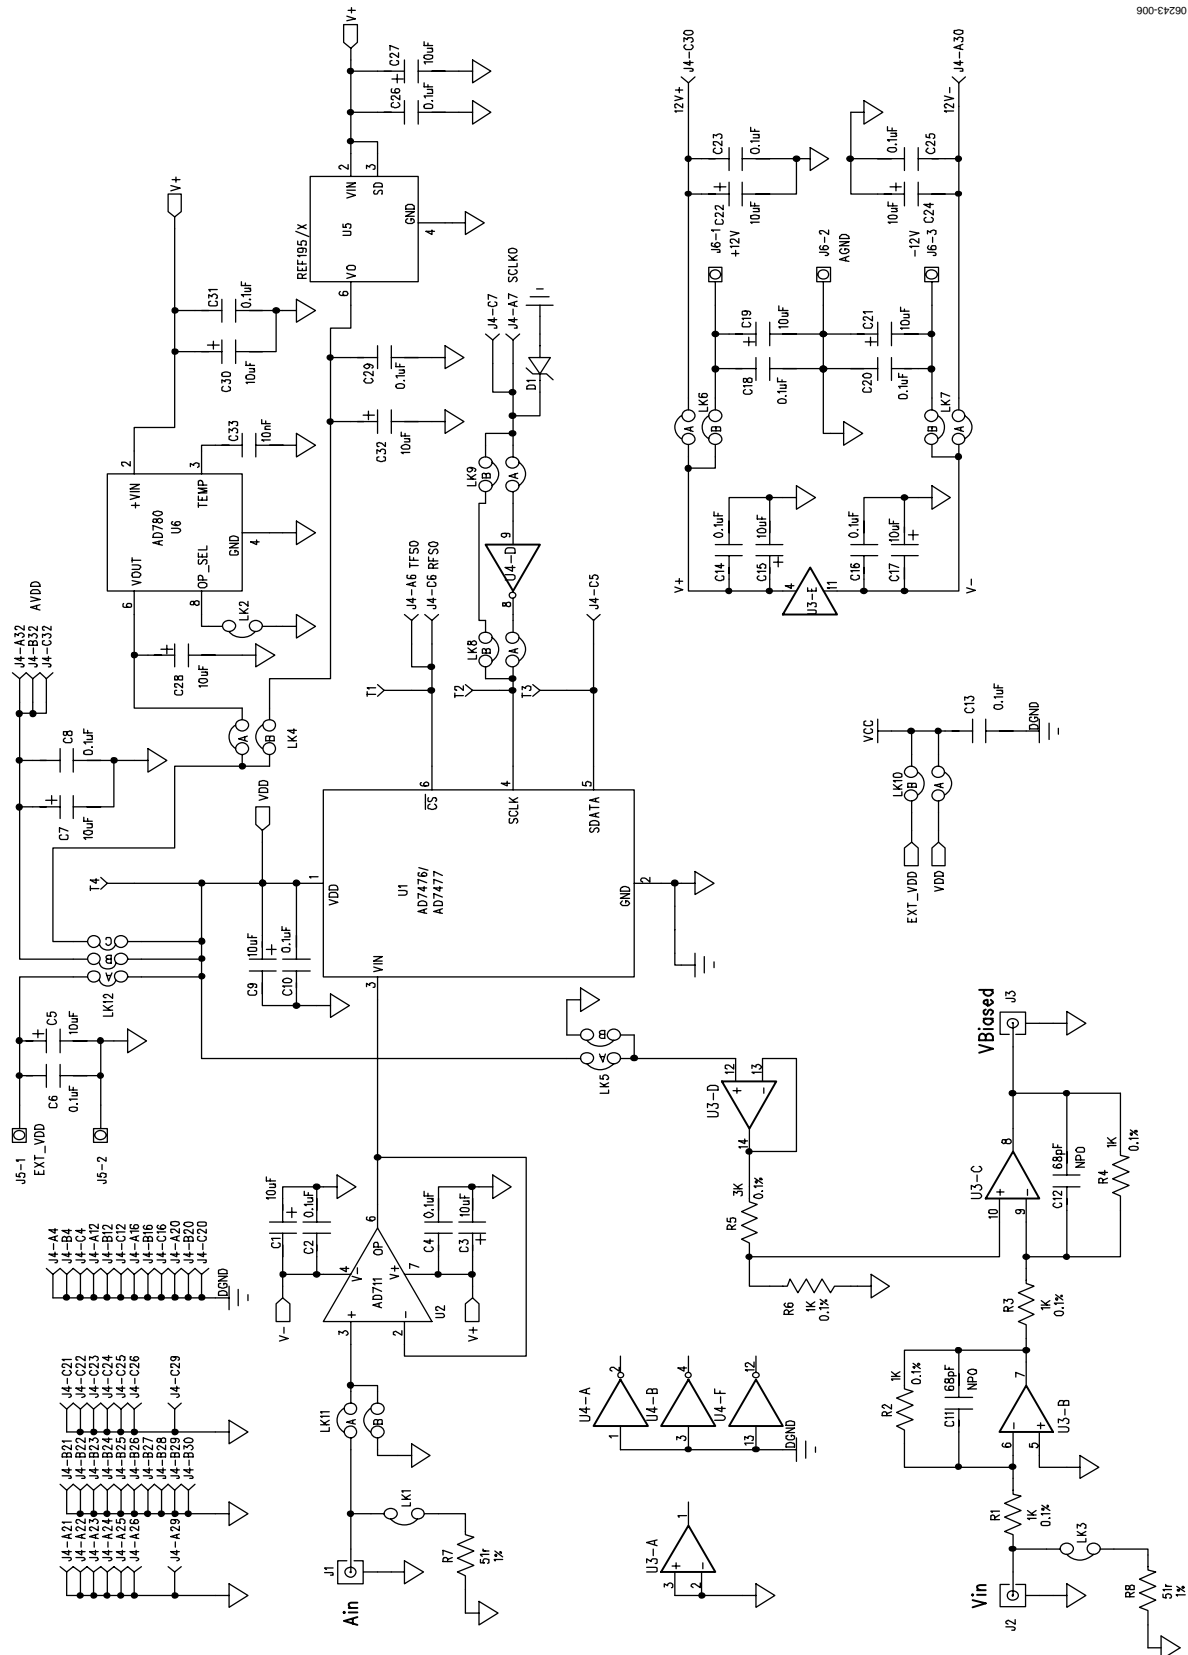 06243-006
V+
C27
10uF
C26
0.1uF
2
3
VIN
SD
U5
GND
4
REF195/X
VO
6
V+
C31
0.1uF
C30
10uF
C29
0.1uF
C32
10uF
C33
10nF
2
3
+VIN
TEMP
AD780
U6
GND
4
VOUT
OP_SEL
6
8
LK2
C28
10uF
A
B
LK4
AVDD
J4-A32
J4-B32
J4-C32
C8
0.1uF
C7
10uF
VDD
T4
C
B
A
LK12
C5
10uF
C6
0.1uF
J5-1
EXT_VDD
J5-2
C9
10uF
C10
0.1uF
1
VDD
U1
AD7476/
AD7477
GND
2
VIN
3
CS
SCLK
SDATA
6
4
5
T1
T2
T3
J4-A6 TFS0
J4-C6 RFS0
J4-C5
LK8
B
A
LK9
B
A
8
9
U4-D
J4-C7
J4-A7 SCLK0
D1
J4-C30
12V+
J4-A30
12V-
C23
0.1uF
C22
10uF
0.1uF
C25
10uF
C24
J6-1
+12V
J6-2
AGND
-12V
J6-3
C19
10uF
C18
0.1uF
C21
10uF
C20
0.1uF
LK6
A
B
LK7
B
A
V+
V-
C14
0.1uF
C15
10uF
C16
0.1uF
C17
10uF
4
11
U3-E
VCC
C13
0.1uF
DGND
LK10
B
A
EXT_VDD
VDD
LK5
A
B
12
13
14
U3-D
R5
3K
0.1%
R6
1K
0.1%
VBiased
J3
8
U3-C
10
9
68pF
NPO
C12
1K
0.1%
R4
R3
1K
0.1%
R2
1K
0.1%
C11
68pF
NPO
7
U3-B
6
5
R1
1K
0.1%
LK3
Vin
J2
R8
51r
1%
J4-A4
J4-B4
J4-C4
J4-A12
J4-B12
J4-C12
J4-A16
J4-B16
J4-C16
J4-A20
J4-B20
J4-C20
DGND
J4-C21
J4-C22
J4-C23
J4-C24
J4-C25
J4-C26
J4-C29
J4-B21
J4-B22
J4-B23
J4-B24
J4-B25
J4-B26
J4-B27
J4-B28
J4-B29
J4-B30
J4-A21
J4-A22
J4-A23
J4-A24
J4-A25
J4-A26
J4-A29
C1
10uF
C2
0.1uF
C4
0.1uF
C3
10uF
V-
V+
4
V-
OP
6
AD711
V+
7
U2
3
2
LK11
A
B
LK1
J1
Ain
R7
51r
1%
U4-A
1
2
U4-B
3
4
U4-F
13
12
DGND
U3-A
3
2
1